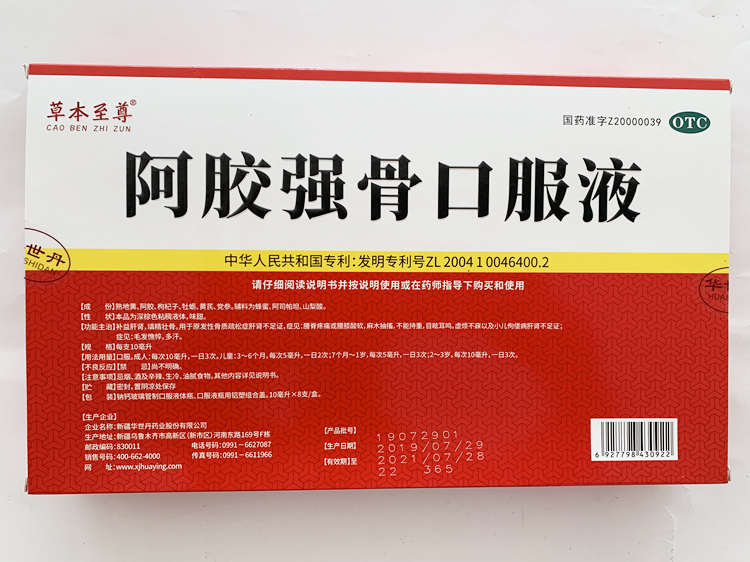 草本至尊®
CAO BEN ZHI ZUN
国药准字Z20000039 OTC
阿胶强骨口服液
世丹
SHIDAN
中华人民共和国专利:发明专利号ZL 2004 1 0046400.2
请仔细阅读说明书并按说明使用或在药师指导下购买和使用
华世
HUA
[成 份]熟地黄、阿胶、枸杞子、牡蛎、黄芪、党参。辅料为蜂蜜、阿司帕坦、山梨酸。
[性 状]本品为深棕色粘稠液体,味甜。
[功能主治]补益肝肾,填精壮骨。用于原发性骨质疏松症肝肾不足证,症见:腰脊疼痛或腰膝酸软,麻木抽搐,不能持重,目眩耳鸣,虚烦不寐以及小儿佝偻病肝肾不足证;
症见:毛发憔悴,多汗。
[规 格]每支10毫升
[用法用量]口服。成人:每次10毫升,一日3次。儿童:3~6个月,每次5毫升,一日2次;7个月~1岁,每次5毫升,一日3次;2~3岁,每次10毫升,一日3次。
[不良反应][禁 忌]尚不明确。
[注意事项]忌烟、酒及辛辣、生冷、油腻食物。其他内容详见说明书。
[贮 藏]密封,置阴凉处保存
[包 装]钠钙玻璃管制口服液体瓶、口服液瓶用铝塑组合盖。10毫升×8支/盒。
[生产企业]
企业名称:新疆华世丹药业股份有限公司
生产地址:新疆乌鲁木齐市高新区(新市区)河南东路169号F栋
邮政编码:830011 电话号码:0991-6627087
销售号码:400-662-4000 传真号码:0991-6611966
网 址:www.xjhuaying.com
[产品批号] 19072901
[生产日期] 2019/07/29
[有效期]至 2021/07/28
22 365
6 927798 430922